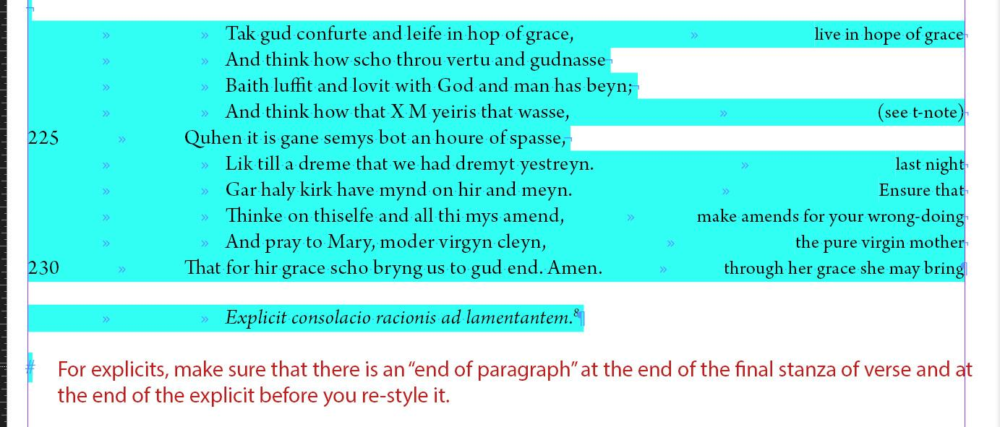 Tak gud confurte and leife in hop of grace, live in hope of grace
And think how scho throu vertu and gudnasse
Baith luffit and lovit with God and man has beyn;
And think how that X M yeiris that wasse, (see t-note)
225 Quhen it is gane semys bot an houre of spasse,
Lik till a dreme that we had dremyt yestreyn. last night
Gar haly kirk have mynd on hir and meyn. Ensure that
Thinke on thiselfe and all thi mys amend, make amends for your wrong-doing
And pray to Mary, moder virgyn cleyn, the pure virgin mother
230 That for hir grace scho bryng us to gud end. Amen. through her grace she may bring
Explicit consolacio racionis ad lamentantem.8
For explicits, make sure that there is an “end of paragraph” at the end of the final stanza of verse and at
the end of the explicit before you re-style it.